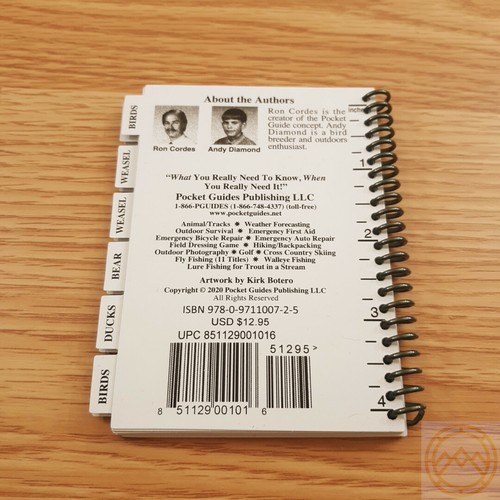 About the Authors
Ron Cordes
Andy Diamond
Ron Cordes is the
creator of the Pocket
Guide concept. Andy
Diamond is a bird
breeder and outdoors
enthusiast.
"What You Really Need To Know, When
You Really Need It!"
Pocket Guides Publishing LLC
1-866-PGUIDES (1-866-748-4337) (toll-free)
www.pocketguides.net
Animal/Tracks * Weather Forecasting
Outdoor Survival * Emergency First Aid
Emergency Bicycle Repair * Emergency Auto Repair
Field Dressing Game * Hiking/Backpacking
Outdoor Photography * Golf * Cross Country Skiing
Fly Fishing (11 Titles) * Walleye Fishing
Lure Fishing for Trout in a Stream
Artwork by Kirk Botero
Copyright © 2020 Pocket Guides Publishing LLC
All Rights Reserved
ISBN 978-0-9711007-2-5
USD $12.95
UPC 851129001016
51295>
8 51129 00101 6
BIRDS
WEASEL
WEASEL
BEAR
DUCKS
BIRDS
inches
1
2
3
4